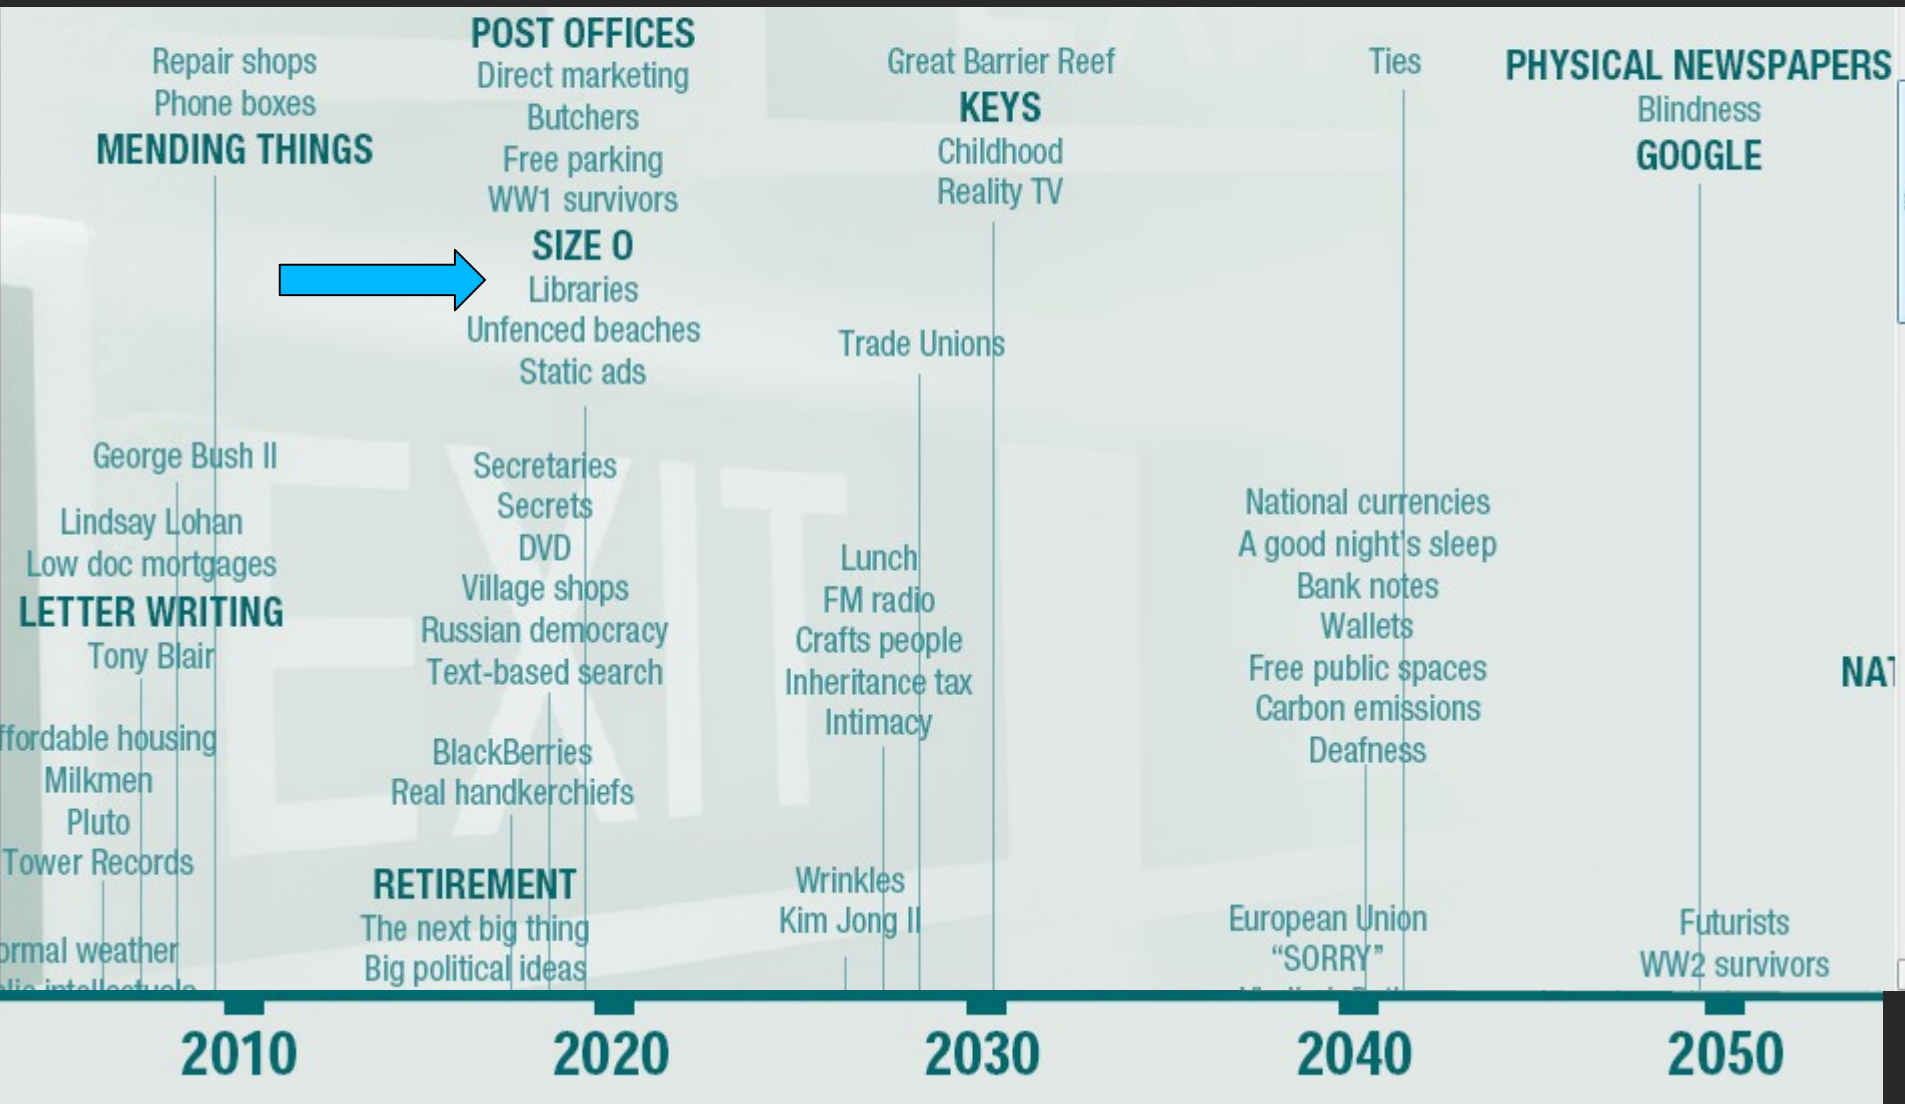 Repair shops
Phone boxes
MENDING THINGS
George Bush II
Lindsay Lohan
Low doc mortgages
LETTER WRITING
Tony Blair
ffordable housing
Milkmen
Pluto
Tower Records
ormal weather
POST OFFICES
Direct marketing
Butchers
Free parking
WW1 survivors
SIZE O
Libraries
Unfenced beaches
Static ads
Secretaries
Secrets
DVD
Village shops
Russian democracy
Text-based search
BlackBerries
Real handkerchiefs
RETIREMENT
The next big thing
Big political ideas
Great Barrier Reef
KEYS
Childhood
Reality TV
Trade Unions
Lunch
FM radio
Crafts people
Inheritance tax
Intimacy
Wrinkles
Kim Jong Il
Ties
National currencies
A good night's sleep
Bank notes
Wallets
Free public spaces
Carbon emissions
Deafness
European Union
“SORRY”
PHYSICAL NEWSPAPERS
Blindness
GOOGLE
NAT
Futurists
WW2 survivors
EXIT
2010
2020
2030
2040
2050